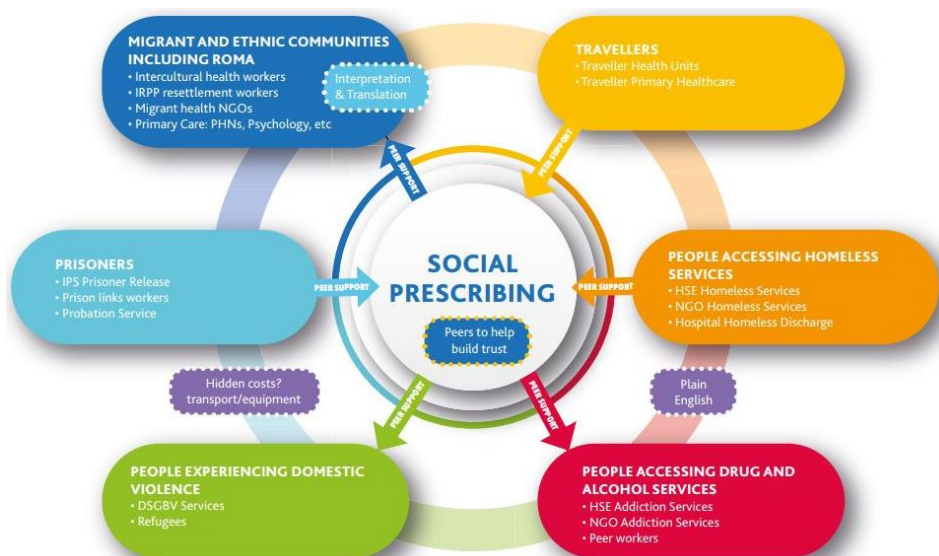 MIGRANT AND ETHNIC COMMUNITIES
INCLUDING ROMA
• Intercultural health workers
• IRPP resettlement workers
• Migrant health NGOs
• Primary Care: PHNs, Psychology, etc
Interpretation
& Translation
TRAVELLERS
• Traveller Health Units
• Traveller Primary Healthcare
PEER SUPPORT
PEER SUPPORT
PRISONERS
• IPS Prisoner Release
• Prison links workers
• Probation Service
PEER SUPPORT
SOCIAL
PRESCRIBING
Peers to help
build trust
PEER SUPPORT
PEOPLE ACCESSING HOMELESS
SERVICES
• HSE Homeless Services
• NGO Homeless Services
• Hospital Homeless Discharge
Hidden costs?
transport/equipment
PEER SUPPORT
PEER SUPPORT
Plain
English
PEOPLE EXPERIENCING DOMESTIC
VIOLENCE
• DSGBV Services
• Refugees
PEOPLE ACCESSING DRUG AND
ALCOHOL SERVICES
• HSE Addiction Services
• NGO Addiction Services
• Peer workers